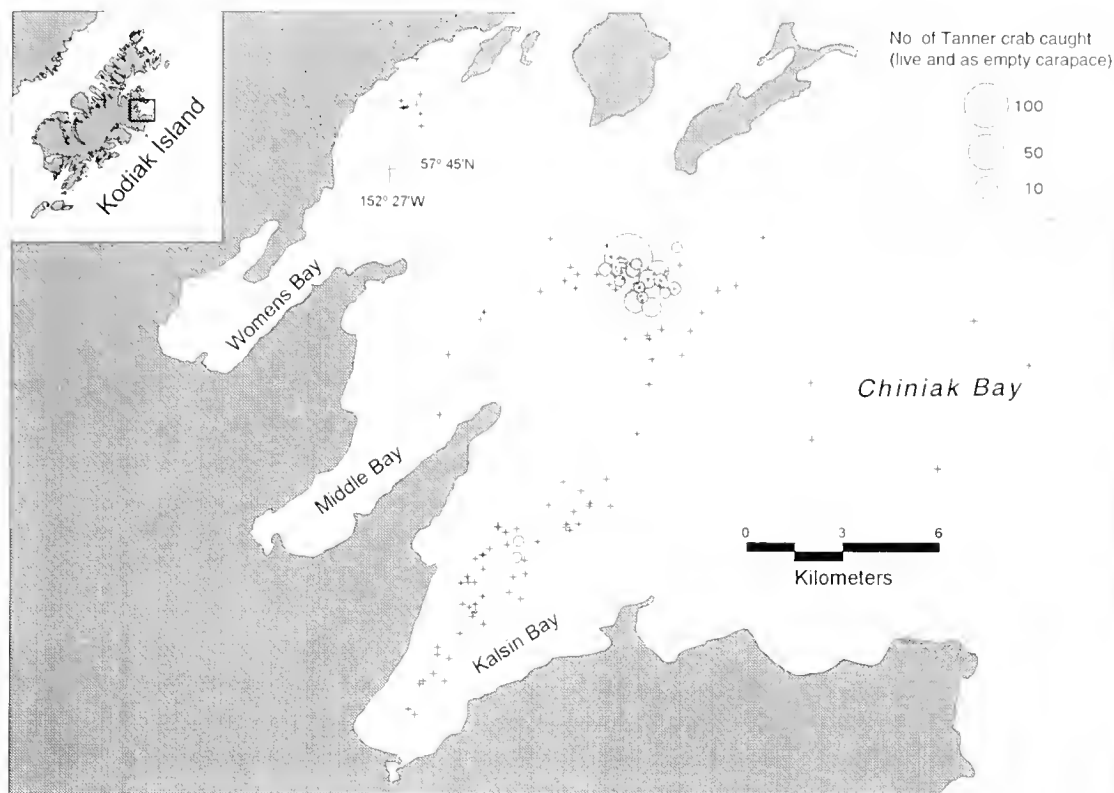 No of Tanner crab caught
(live and as empty carapace)
100
50
10
Kodiak Island
57° 45'N
152° 27'W
Womens Bay
Chiniak Bay
Middle Bay
0 3 6
Kilometers
Kalsin Bay